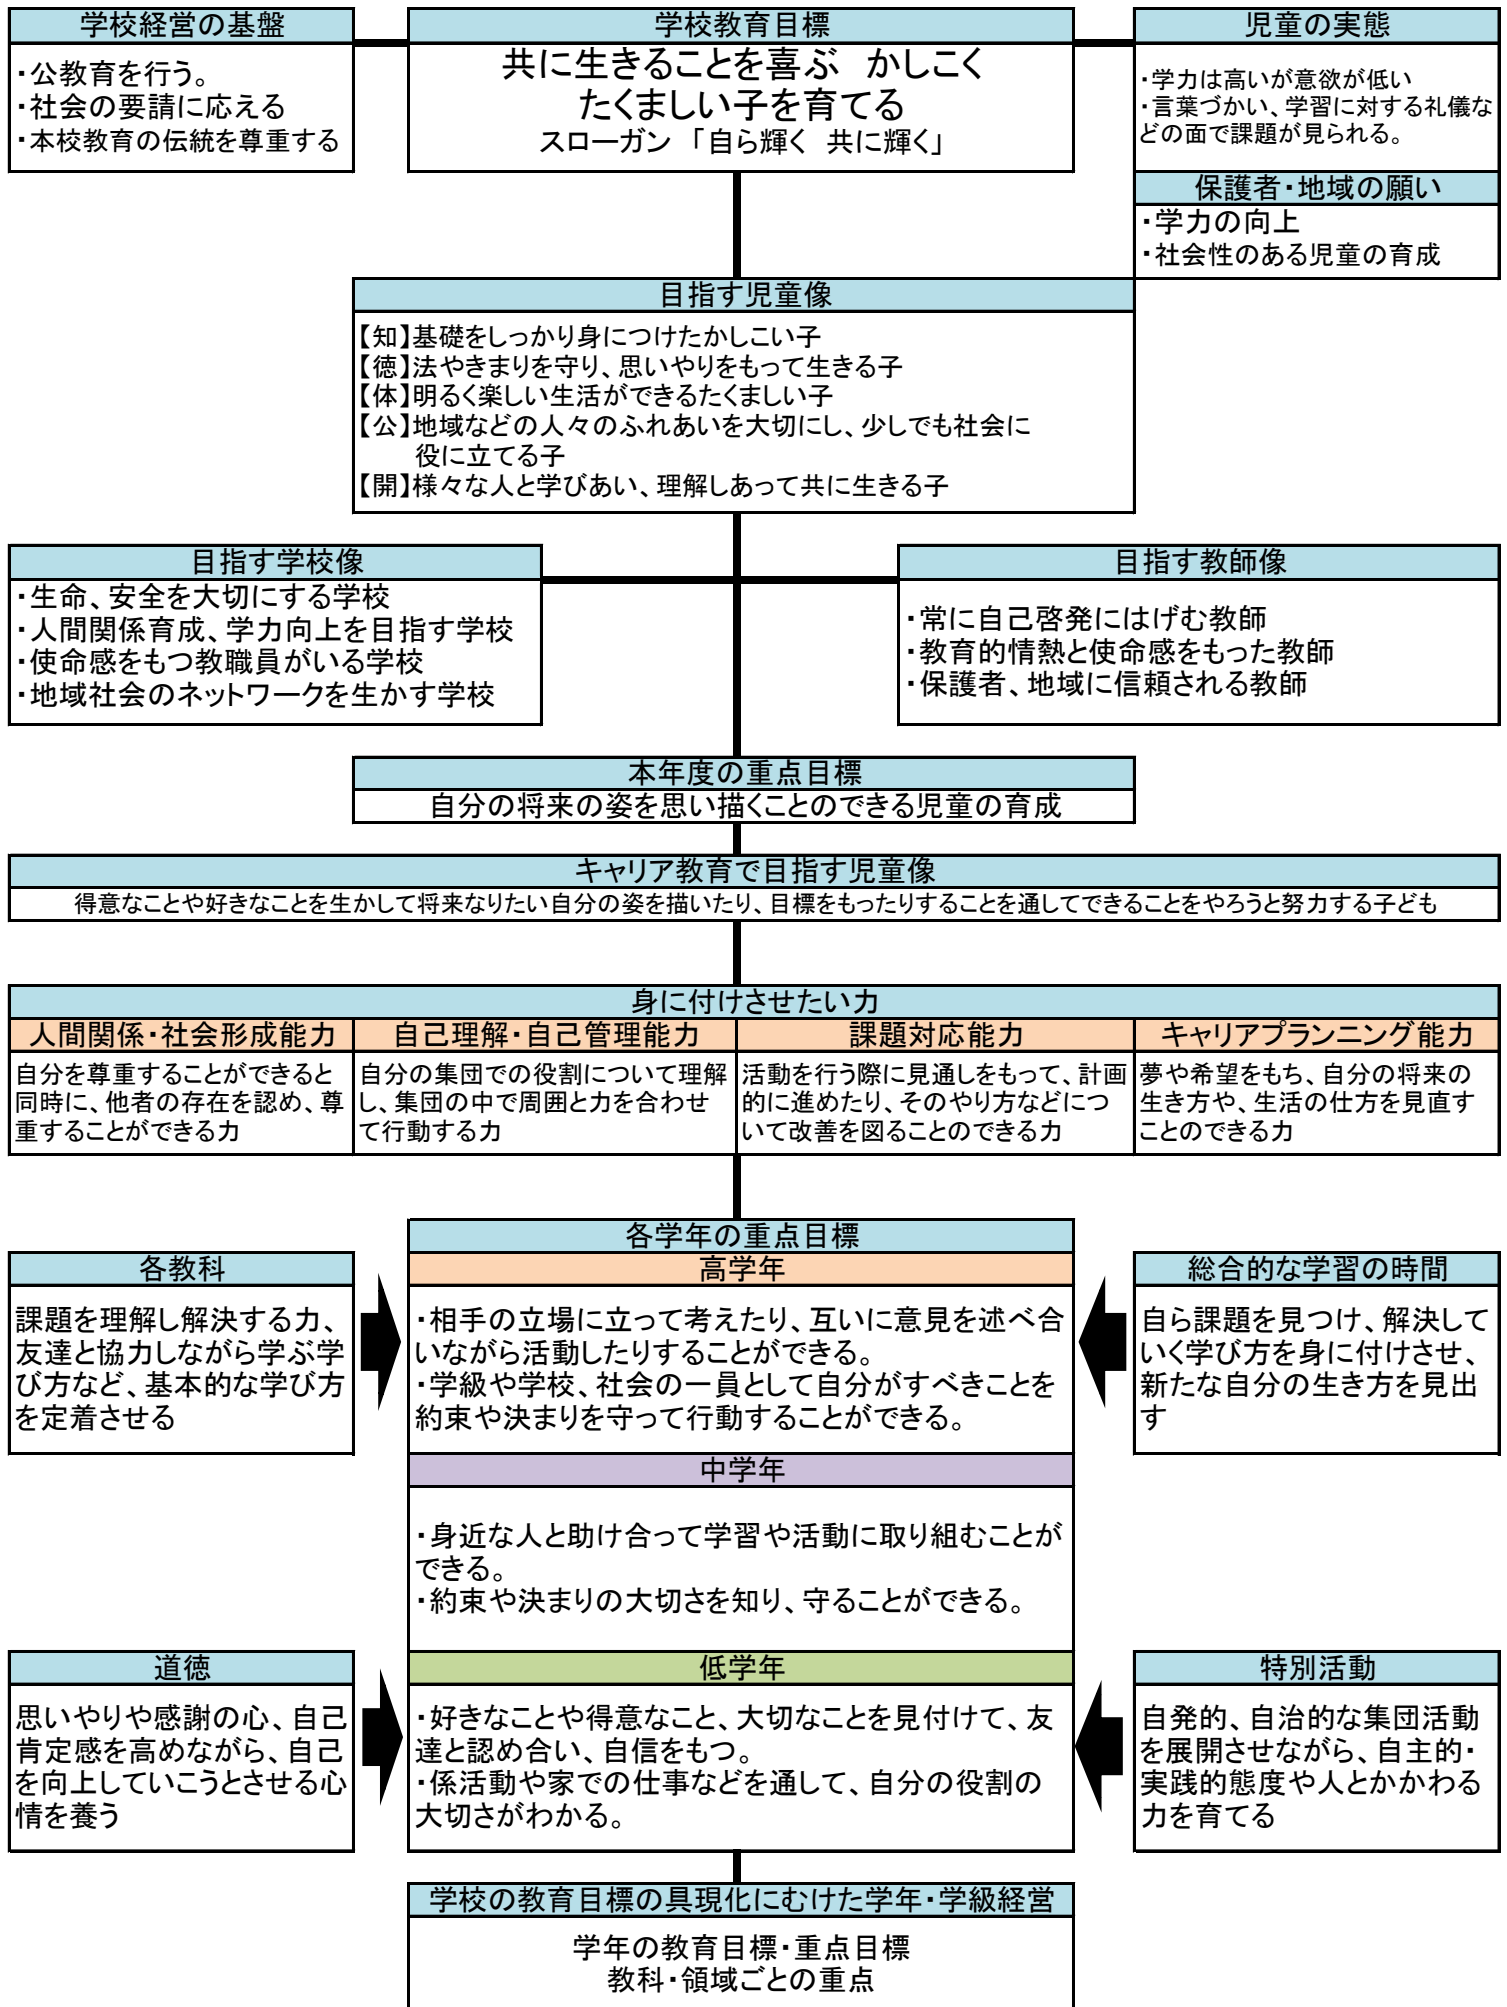 学校経営の基盤
・公教育を行う。
・社会の要請に応える
・本校教育の伝統を尊重する
学校教育目標
共に生きることを喜ぶ　かしこく
たくましい子を育てる
スローガン 「自ら輝く 共に輝く」
児童の実態
・学力は高いが意欲が低い
・言葉づかい、学習に対する礼儀な
どの面で課題が見られる。
保護者・地域の願い
・学力の向上
・社会性のある児童の育成
目指す児童像
【知】基礎をしっかり身につけたかしこい子
【徳】法やきまりを守り、思いやりをもって生きる子
【体】明るく楽しい生活ができるたくましい子
【公】地域などの人々のふれあいを大切にし、少しでも社会に
役に立てる子
【開】様々な人と学びあい、理解しあって共に生きる子
目指す学校像
・生命、安全を大切にする学校
・人間関係育成、学力向上を目指す学校
・使命感をもつ教職員がいる学校
・地域社会のネットワークを生かす学校
目指す教師像
・常に自己啓発にはげむ教師
・教育的情熱と使命感をもった教師
・保護者、地域に信頼される教師
本年度の重点目標
自分の将来の姿を思い描くことのできる児童の育成
キャリア教育で目指す児童像
得意なことや好きなことを生かして将来なりたい自分の姿を描いたり、目標をもったりすることを通してできることをやろうと努力する子ども
身に付けさせたい力
人間関係・社会形成能力
自分を尊重することができると
同時に、他者の存在を認め、尊
重することができる力
自己理解・自己管理能力
自分の集団での役割について理解
し、集団の中で周囲と力を合わせ
て行動する力
課題対応能力
活動を行う際に見通しをもって、計画
的に進めたり、そのやり方などにつ
いて改善を図ることのできる力
キャリアプランニング能力
夢や希望をもち、自分の将来の
生き方や、生活の仕方を見直す
ことのできる力
各学年の重点目標
各教科
課題を理解し解決する力、
友達と協力しながら学ぶ学
び方など、基本的な学び方
を定着させる
高学年
・相手の立場に立って考えたり、互いに意見を述べ合
いながら活動したりすることができる。
・学級や学校、社会の一員として自分がすべきことを
約束や決まりを守って行動することができる。
総合的な学習の時間
自ら課題を見つけ、解決して
いく学び方を身に付けさせ、
新たな自分の生き方を見出
す
中学年
・身近な人と助け合って学習や活動に取り組むことが
できる。
・約束や決まりの大切さを知り、守ることができる。
道徳
思いやりや感謝の心、自己
肯定感を高めながら、自己
を向上していこうとさせる心
情を養う
低学年
・好きなことや得意なこと、大切なことを見付けて、友
達と認め合い、自信をもつ。
・係活動や家での仕事などを通して、自分の役割の
大切さがわかる。
特別活動
自発的、自治的な集団活動
を展開させながら、自主的・
実践的態度や人とかかわる
力を育てる
学校の教育目標の具現化にむけた学年・学級経営
学年の教育目標・重点目標
教科・領域ごとの重点